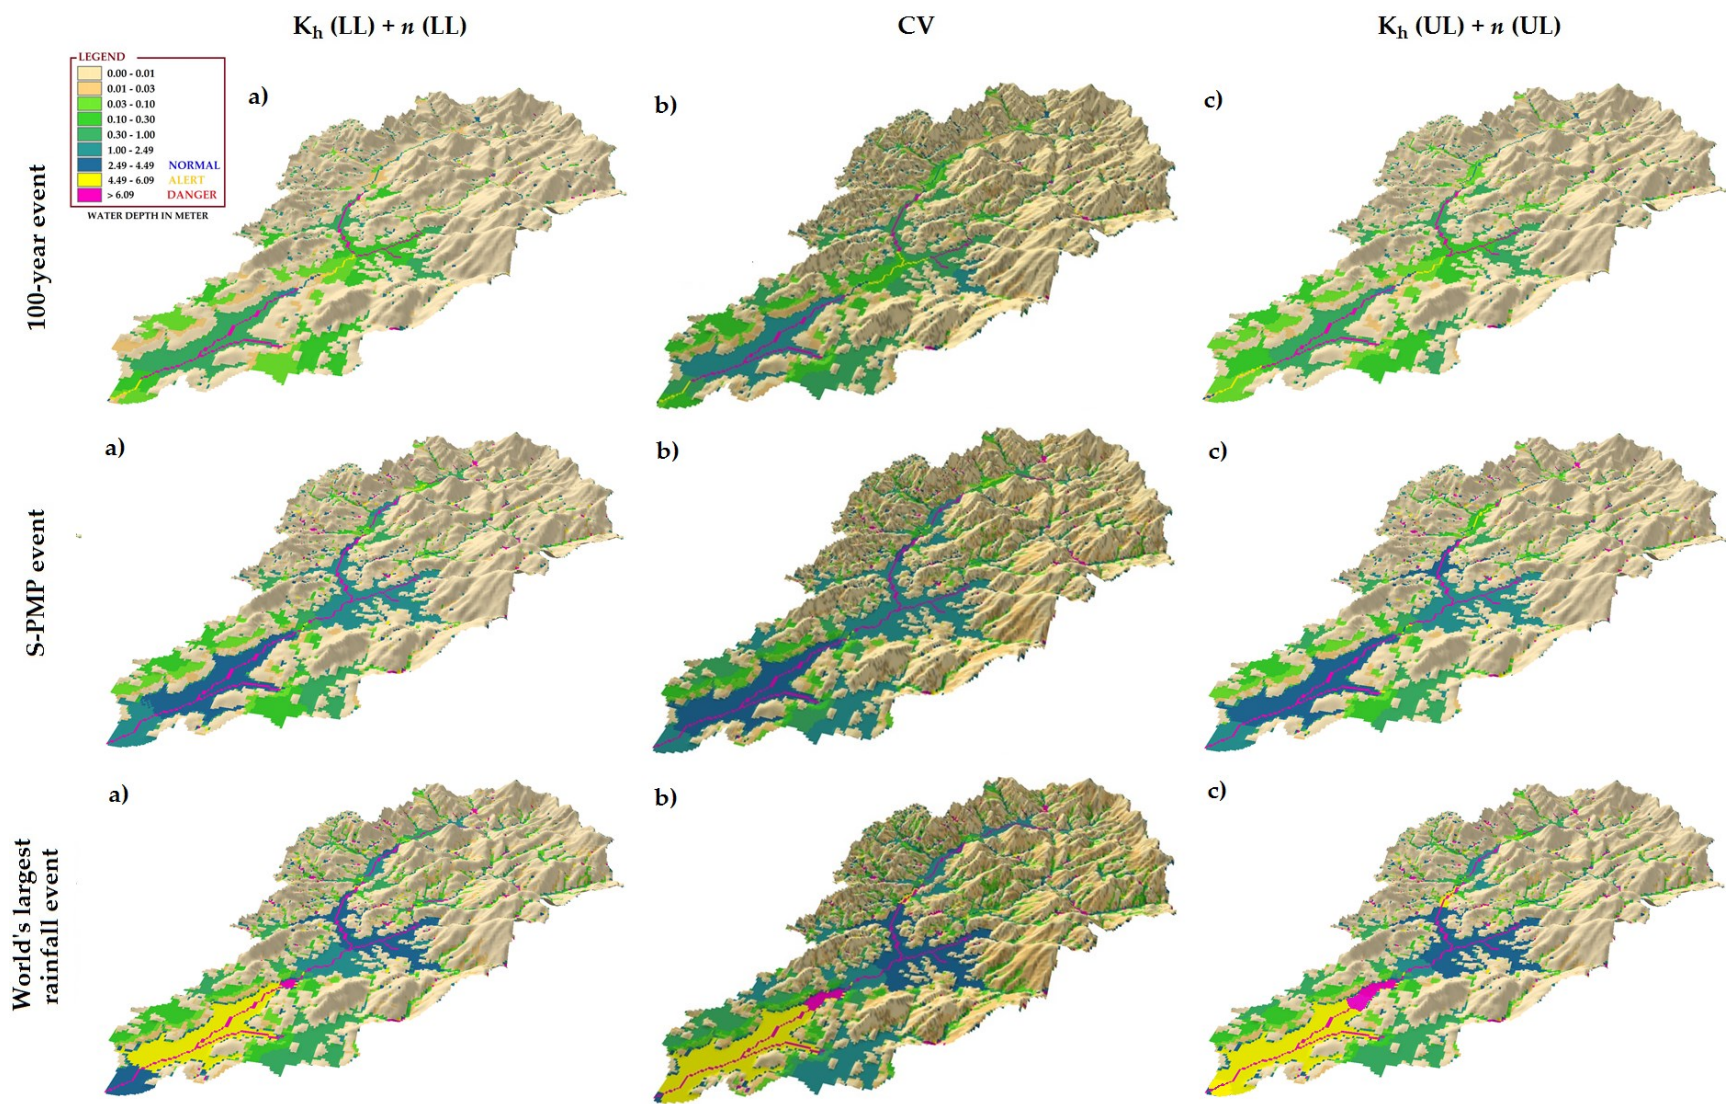 Kh (LL) + n (LL)
CV
Kh (UL) + n (UL)
LEGEND
0.00 - 0.01
0.01 - 0.03
0.03 - 0.10
0.10 - 0.30
0.30 - 1.00
1.00 - 2.49
2.49 - 4.49 NORMAL
4.49 - 6.09 ALERT
> 6.09 DANGER
WATER DEPTH IN METER
100-year event
a)
b)
c)
S-PMP event
a)
b)
c)
World's largest
rainfall event
a)
b)
c)